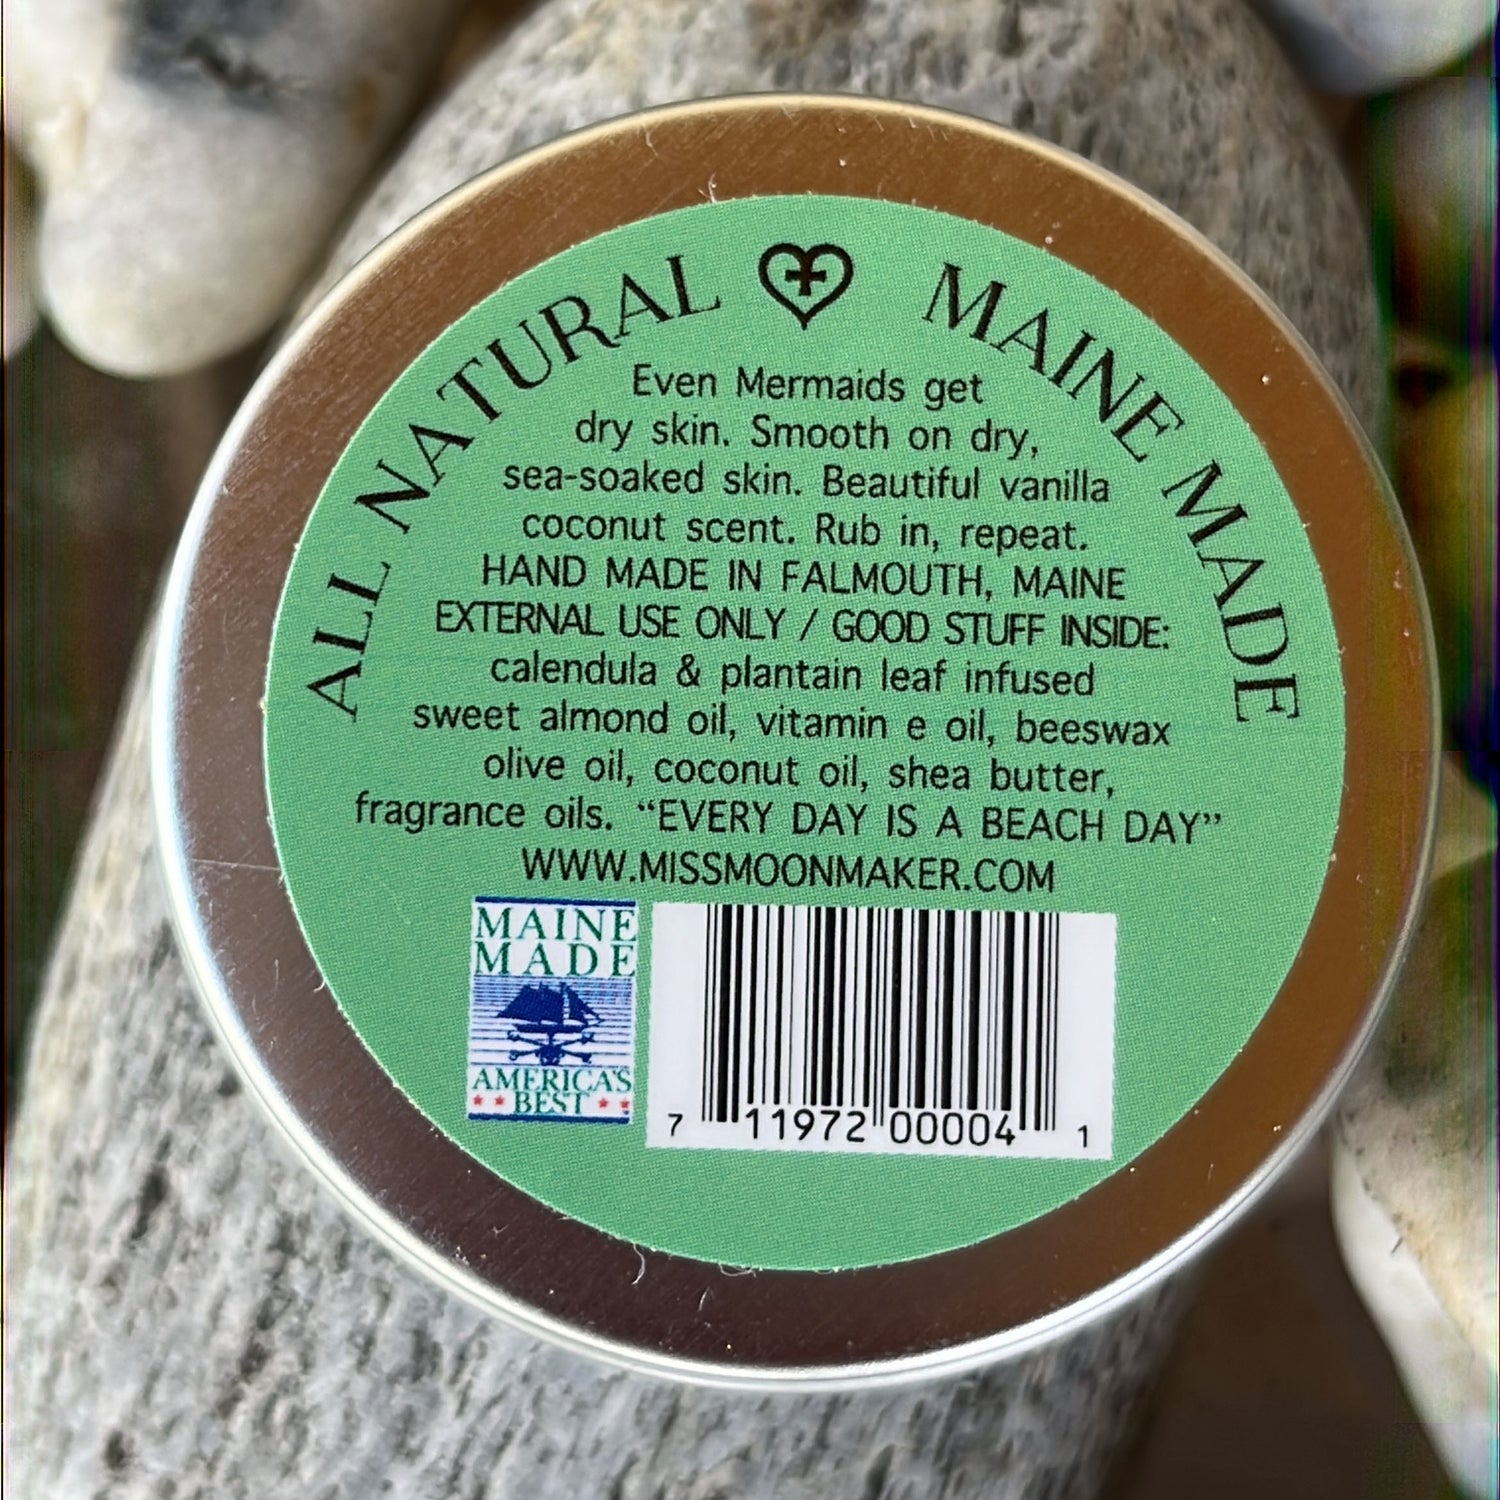 ALL NATURAL MAINE MADE
Even Mermaids get
dry skin. Smooth on dry,
sea-soaked skin. Beautiful vanilla
coconut scent. Rub in, repeat.
HAND MADE IN FALMOUTH, MAINE
EXTERNAL USE ONLY / GOOD STUFF INSIDE:
calendula & plantain leaf infused
sweet almond oil, vitamin e oil, beeswax
olive oil, coconut oil, shea butter,
fragrance oils. “EVERY DAY IS A BEACH DAY”
WWW.MISSMOONMAKER.COM
MAINE
MADE
AMERICA'S
BEST
7 11972 00004 1